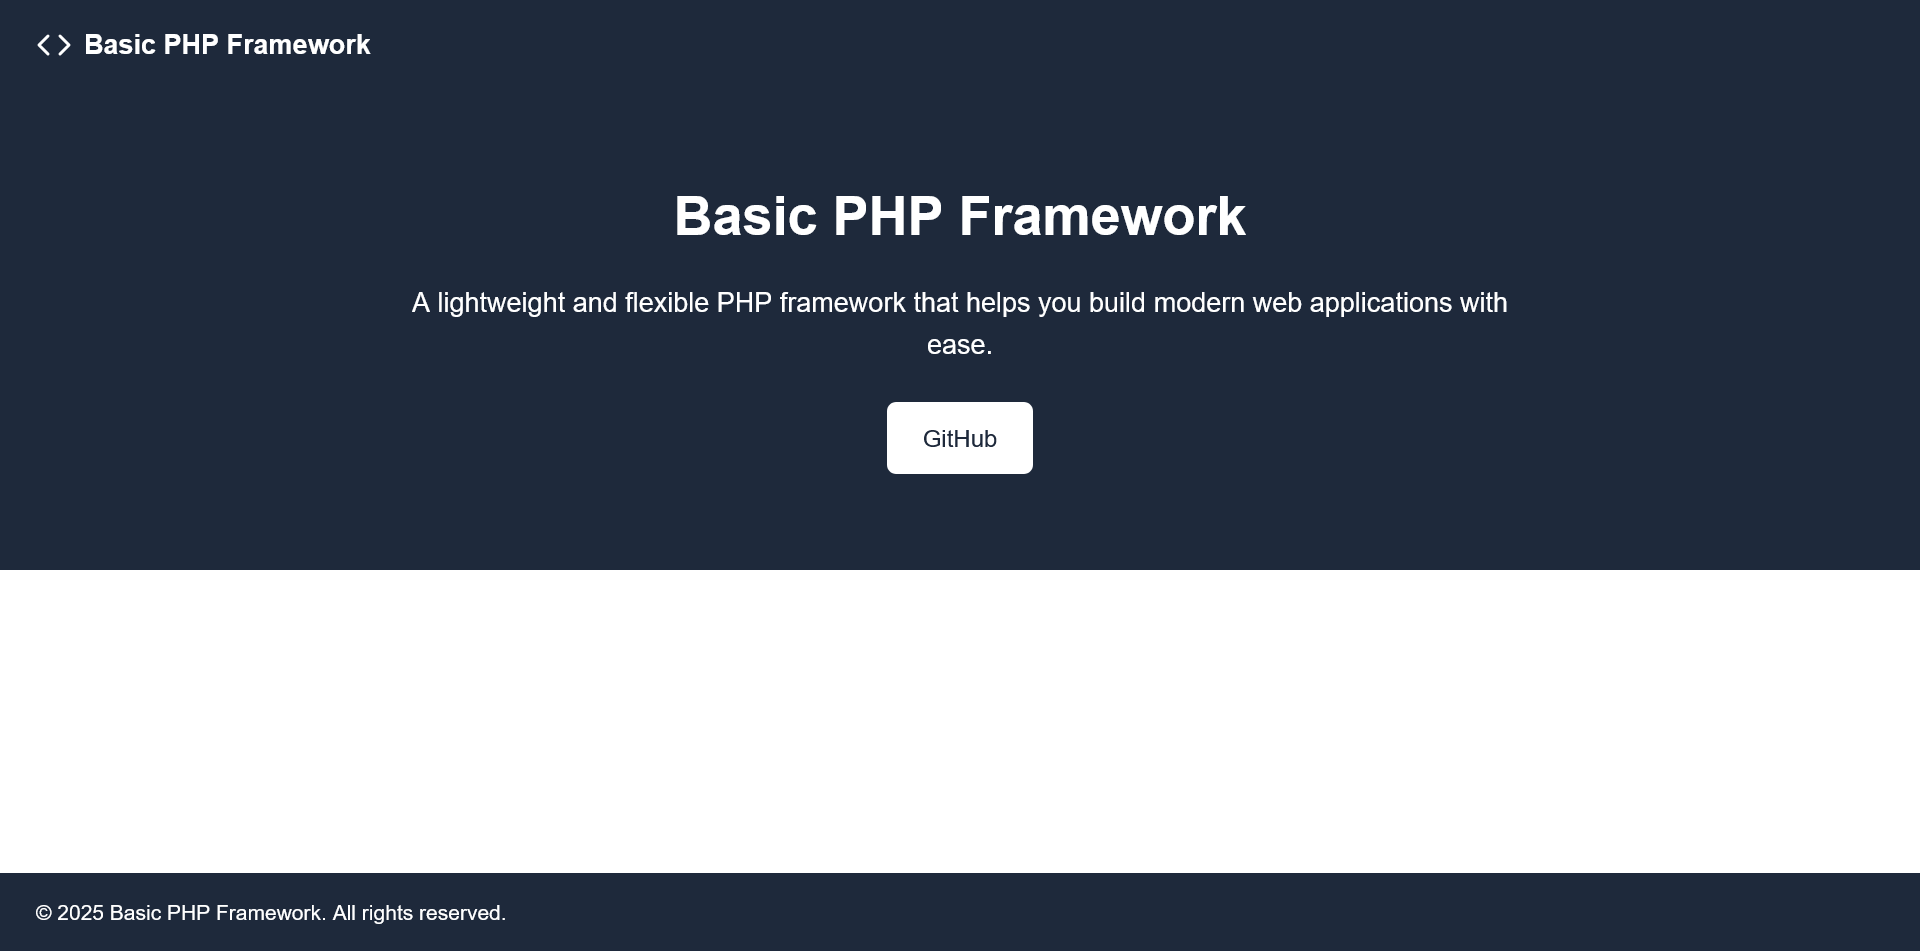 Basic PHP Framework
Basic PHP Framework
A lightweight and flexible PHP framework that helps you build modern web applications with
ease.
GitHub
© 2025 Basic PHP Framework. All rights reserved.